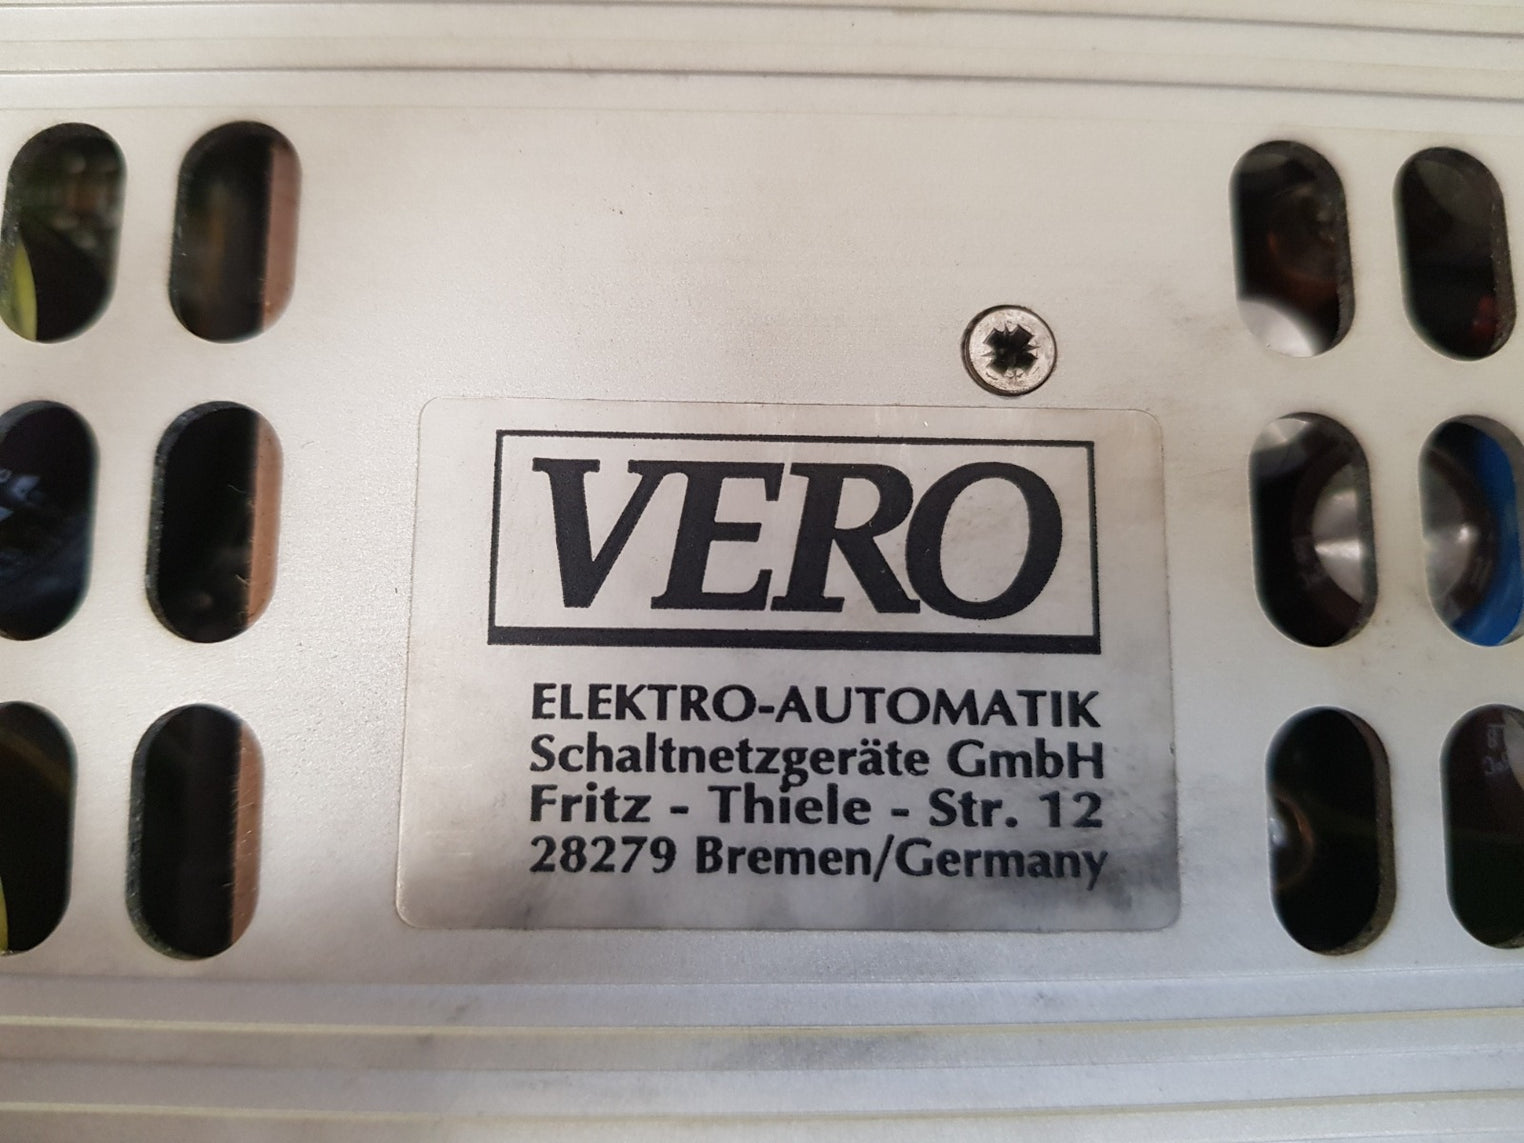 VERO
ELEKTRO-AUTOMATIK
Schaltnetzgeräte GmbH
Fritz - Thiele - Str. 12
28279 Bremen/Germany